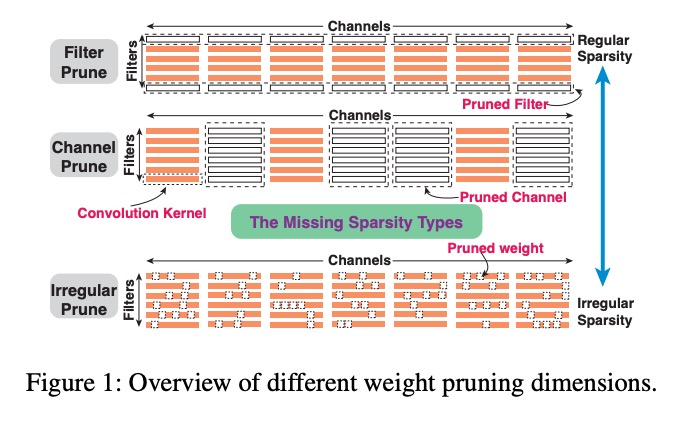 Channels
Filter
Prune
Filters
Regular
Sparsity
Pruned Filter
Channels
Channel
Prune
Filters
Convolution Kernel
Pruned Channel
The Missing Sparsity Types
Pruned weight
Channels
Irregular
Prune
Filters
Irregular
Sparsity
Figure 1: Overview of different weight pruning dimensions.